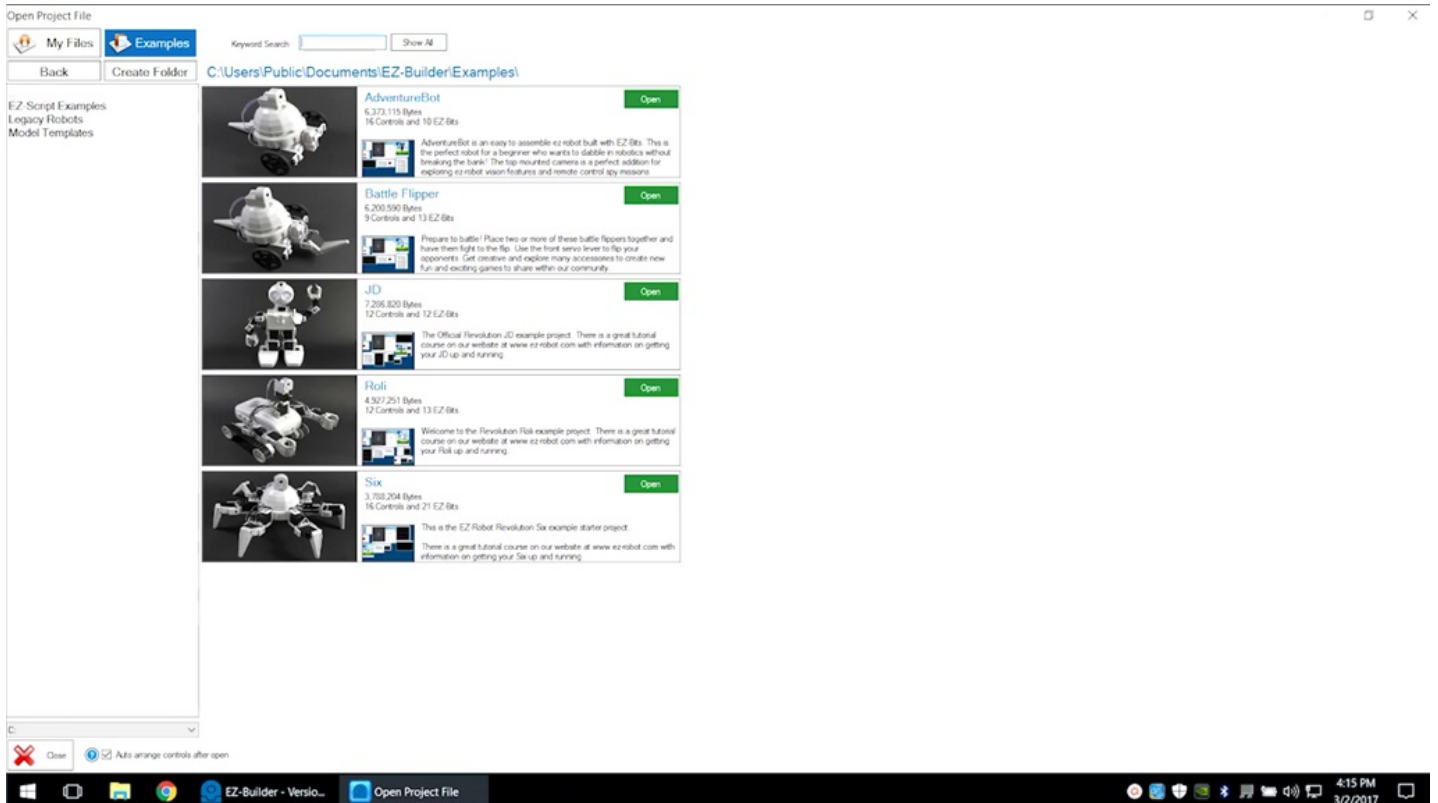 Open Project File
My Files
Examples
Keyword Search
Show All
Back
Create Folder
C:\Users\Public\Documents\EZ-Builder\Examples\
EZ-Script Examples
Legacy Robots
Model Templates
AdventureBot
Open
6,373,115 Bytes
16 Controls and 10 EZ-Bits
AdventureBot is an easy to assemble ez robot built with EZ-Bits. This is
the perfect robot for a beginner who wants to dabble in robotics without
breaking the bank! The top mounted camera is a perfect addition for
exploring ez robot vision features and remote control spy missions
Battle Flipper
Open
6,200,590 Bytes
9 Controls and 13 EZ-Bits
Prepare to battle! Place two or more of these battle flippers together and
have them fight to the flip. Use the front servo lever to flip your
opponents. Get creative and explore many accessories to create new
fun and exciting games to share within our community.
JD
Open
7,286,820 Bytes
12 Controls and 12 EZ-Bits
The Official Revolution JD example project. There is a great tutorial
course on our website at www.ez-robot.com with information on getting
your JD up and running
Roli
Open
4,927,251 Bytes
12 Controls and 13 EZ-Bits
Welcome to the Revolution Roli example project. There is a great tutorial
course on our website at www.ez-robot.com with information on getting
your Roli up and running.
Six
Open
3,788,204 Bytes
16 Controls and 21 EZ-Bits
This is the EZ-Robot Revolution Six example starter project
There is a great tutorial course on our website at www.ez-robot.com with
information on getting your Six up and running
C:
Close
Auto arrange controls after open
EZ-Builder - Versio...
Open Project File
4:15 PM
3/2/2017